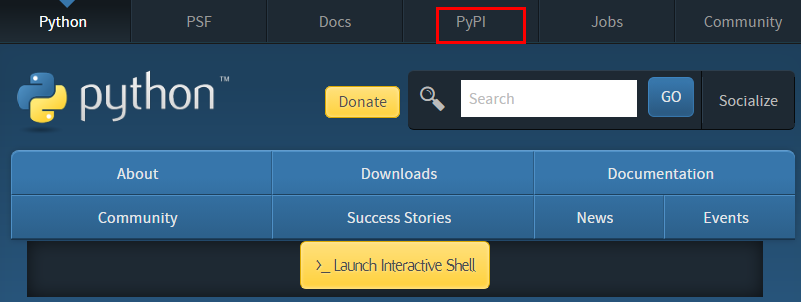 Python PSF Docs PyPI Jobs Community
python™ Donate Search GO Socialize
About Downloads Documentation
Community Success Stories News Events
>_ Launch Interactive Shell